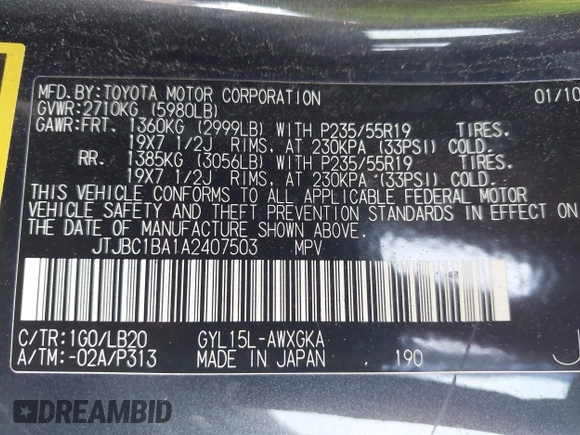 MFD.BY:TOYOTA MOTOR CORPORATION 01/10
GVWR:2710KG (5980LB)
GAWR:FRT. 1360KG (2999LB) WITH P235/55R19 TIRES.
19X7 1/2J RIMS. AT 230KPA (33PSI) COLD.
RR. 1385KG (3056LB) WITH P235/55R19 TIRES.
19X7 1/2J RIMS. AT 230KPA (33PSI) COLD.
THIS VEHICLE CONFORMS TO ALL APPLICABLE FEDERAL MOTOR
VEHICLE SAFETY AND THEFT PREVENTION STANDARDS IN EFFECT ON
THE DATE OF MANUFACTURE SHOWN ABOVE.
JTJBC1BA1A2407503 MPV
C/TR:1G0/LB20 GYL15L-AWXGKA
A/TM:-02A/P313 MADE IN JAPAN 190 J
DREAMBID